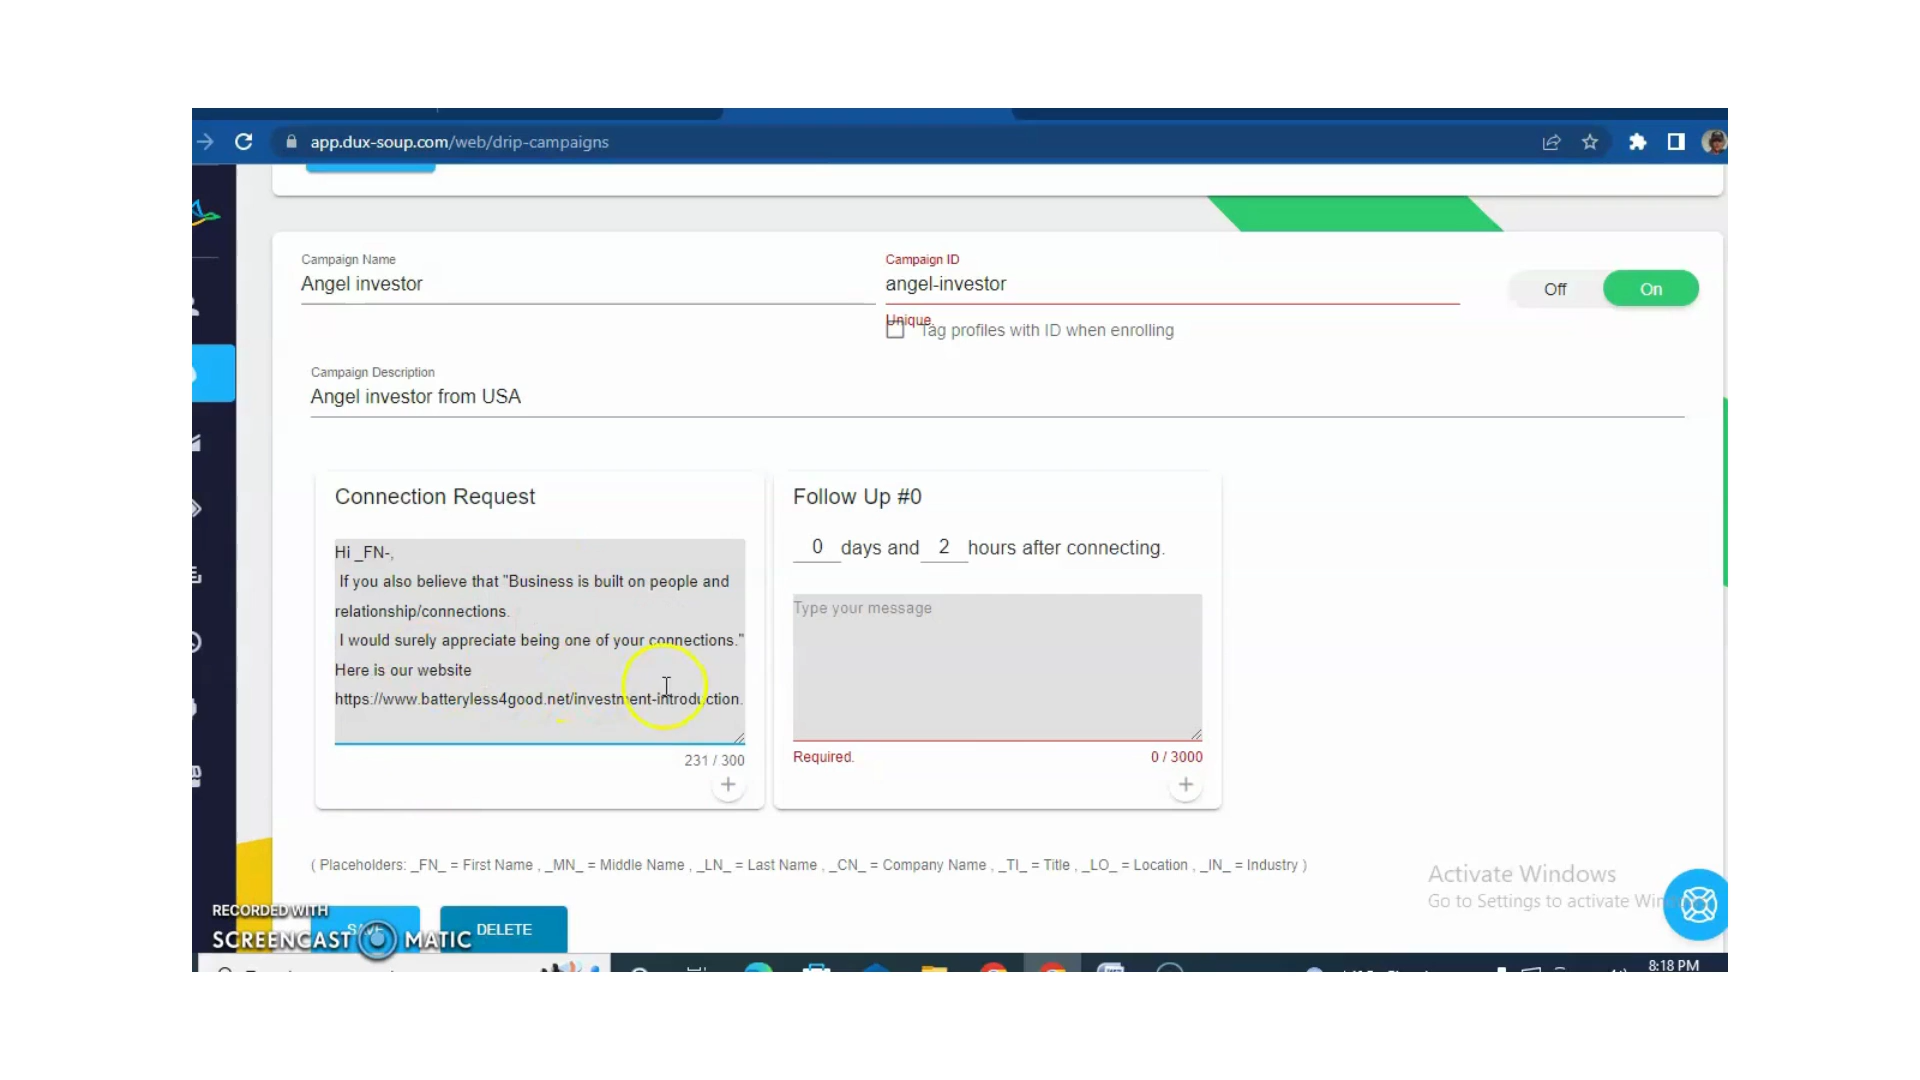 app.dux-soup.com/web/drip-campaigns
Campaign Name
Angel investor
Campaign ID
angel-investor
Off
On
Unique.
Tag profiles with ID when enrolling
Campaign Description
Angel investor from USA
Connection Request
Hi _FN-,
If you also believe that "Business is built on people and
relationship/connections.
I would surely appreciate being one of your connections."
Here is our website
https://www.batteryless4good.net/investment-introduction.
231 / 300
+
Follow Up #0
0 days and 2 hours after connecting.
Type your message
Required.
0 / 3000
+
( Placeholders: _FN_ = First Name , _MN_ = Middle Name , _LN_ = Last Name , _CN_ = Company Name , _TI_ = Title , _LO_ = Location , _IN_ = Industry )
Activate Windows
Go to Settings to activate
RECORDED WITH
SCREENCAST MATIC
SAVE
DELETE
8:18 PM